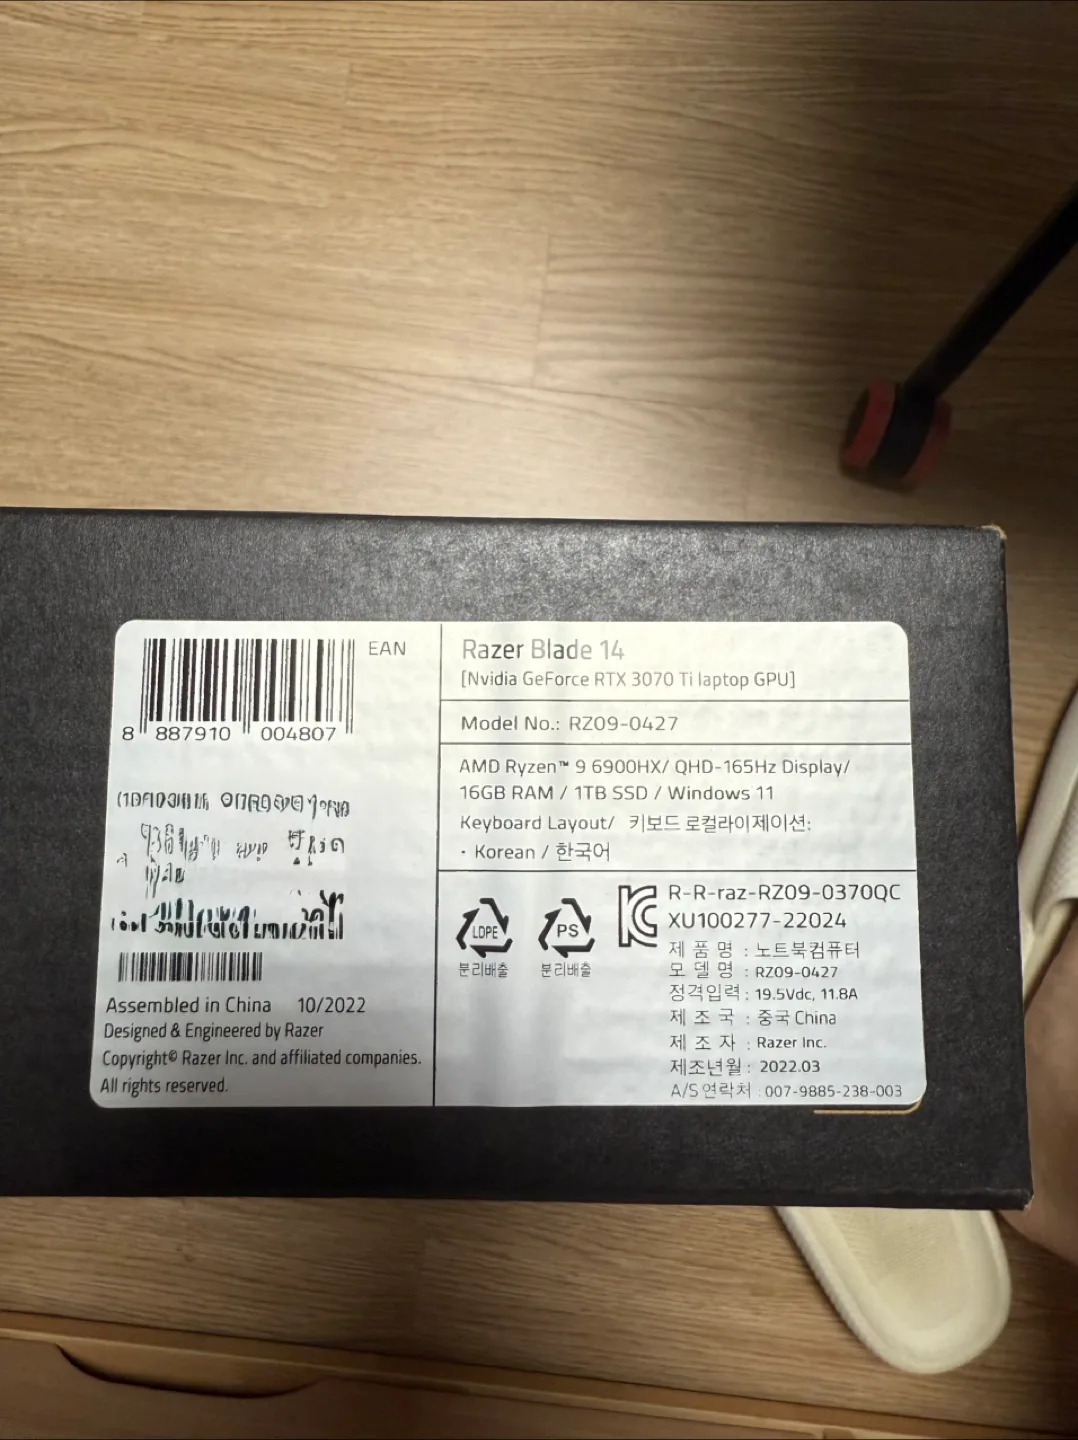 EAN
8 887910 004807
Assembled in China 10/2022
Designed & Engineered by Razer
Copyright© Razer Inc. and affiliated companies.
All rights reserved.
Razer Blade 14
[Nvidia GeForce RTX 3070 Ti laptop GPU]
Model No.: RZ09-0427
AMD Ryzen™ 9 6900HX/ QHD-165Hz Display/
16GB RAM / 1TB SSD / Windows 11
Keyboard Layout/ 키보드 로컬라이제이션:
· Korean / 한국어
LDPE
분리배출
PS
분리배출
R-R-raz-RZ09-0370QC
XU100277-22024
제 품 명 : 노트북컴퓨터
모 델 명 : RZ09-0427
정격입력 : 19.5Vdc, 11.8A
제 조 국 : 중국 China
제 조 자 : Razer Inc.
제조년월 : 2022.03
A/S연락처 : 007-9885-238-003